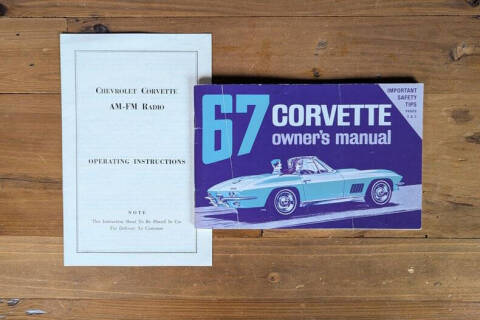 CHEVROLET CORVETTE
AM-FM RADIO
OPERATING INSTRUCTIONS
NOTE
This Instruction Sheet To Be Placed In Car
For Delivery To Customer
67 CORVETTE
owner's manual
IMPORTANT
SAFETY
TIPS
PAGES